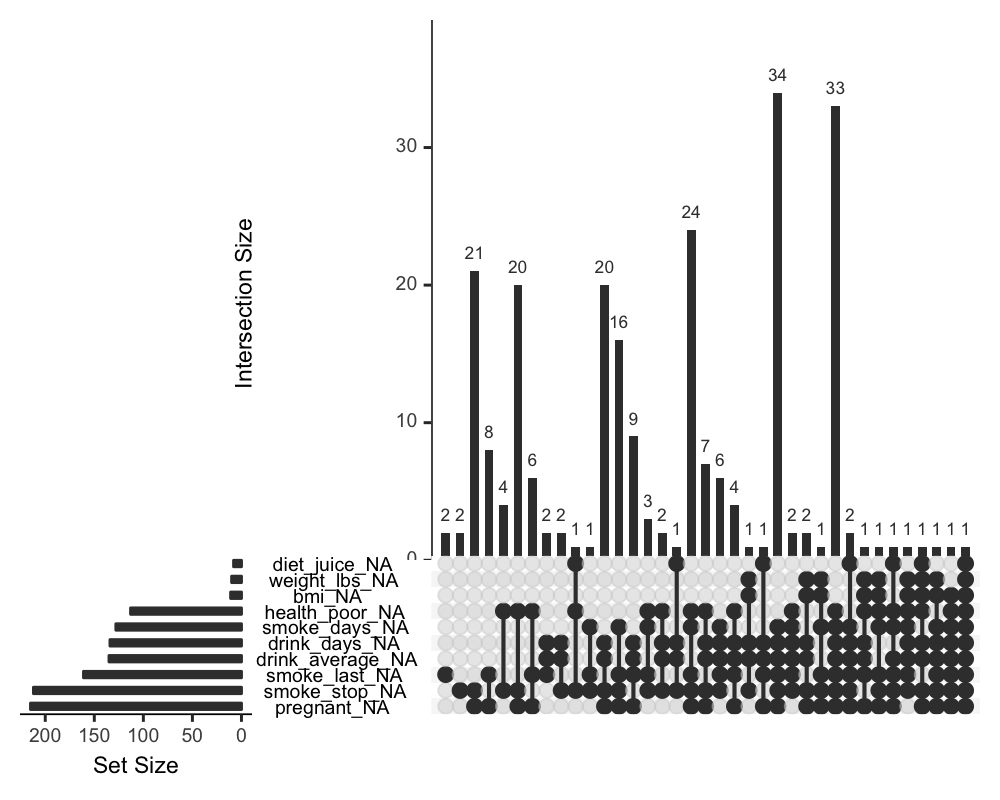 34
33
30
24
21
20
20
20
16
10
9
8
7
6
6
4
4
3
2 2
2 2
1 1
2
1
1 1
2 2
1
2
1 1 1 1 1 1 1 1
0
Intersection Size
diet_juice_NA
weight_lbs_NA
bmi_NA
health_poor_NA
smoke_days_NA
drink_days_NA
drink_average_NA
smoke_last_NA
smoke_stop_NA
pregnant_NA
200 150 100 50 0
Set Size